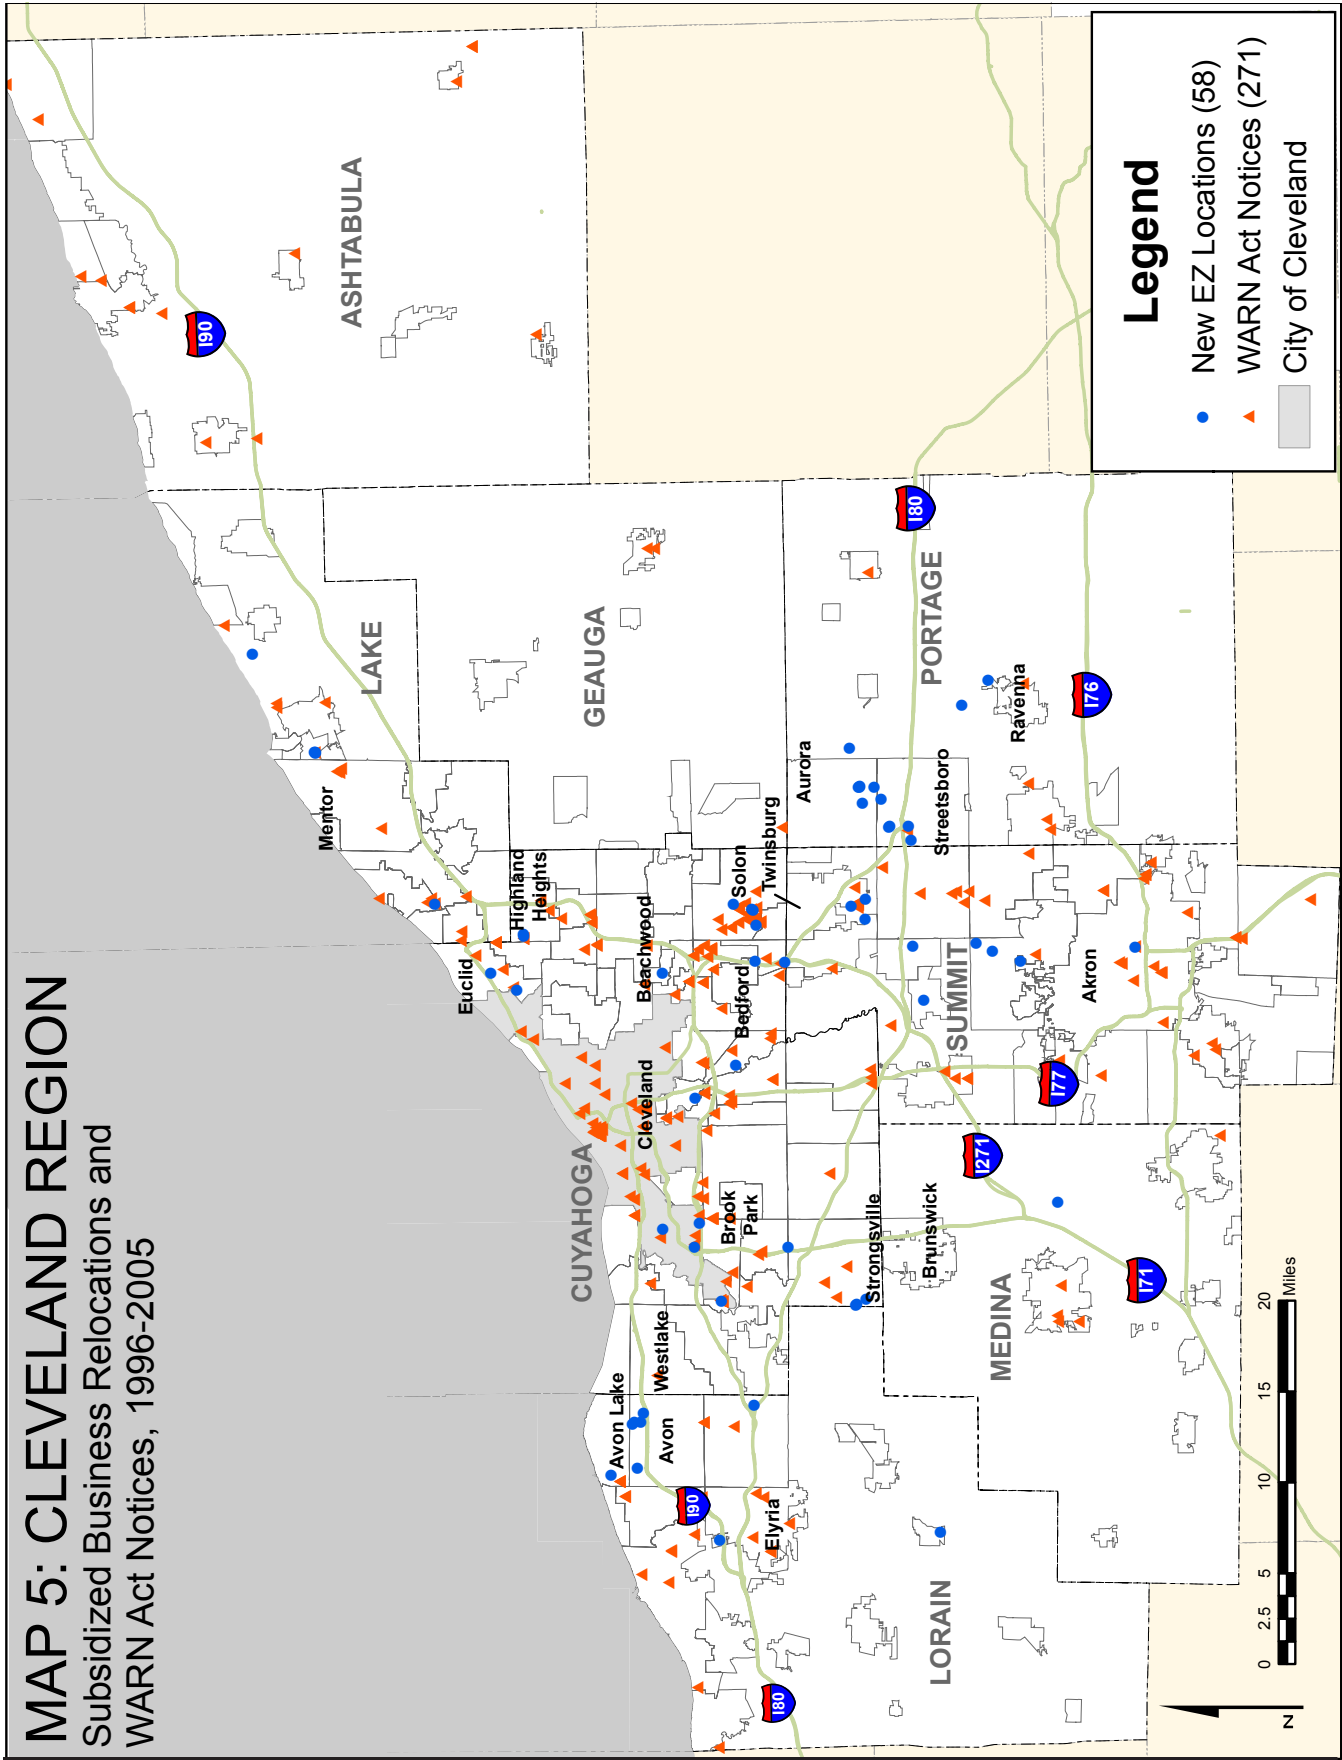 MAP 5: CLEVELAND REGION
Subsidized Business Relocations and
WARN Act Notices, 1996-2005
ASHTABULA
I90
LAKE
GEAUGA
Mentor
I80
PORTAGE
Ravenna
I76
Aurora
Streetsboro
Twinsburg
Solon
Highland
Heights
Euclid
Beachwood
Bedford
SUMMIT
Akron
Cleveland
CUYAHOGA
I77
I271
Brook
Park
Strongsville
Brunswick
MEDINA
I71
Westlake
Avon Lake
Avon
I90
Elyria
LORAIN
I80
Legend
New EZ Locations (58)
WARN Act Notices (271)
City of Cleveland
N
0 2.5 5 10 15 20
Miles